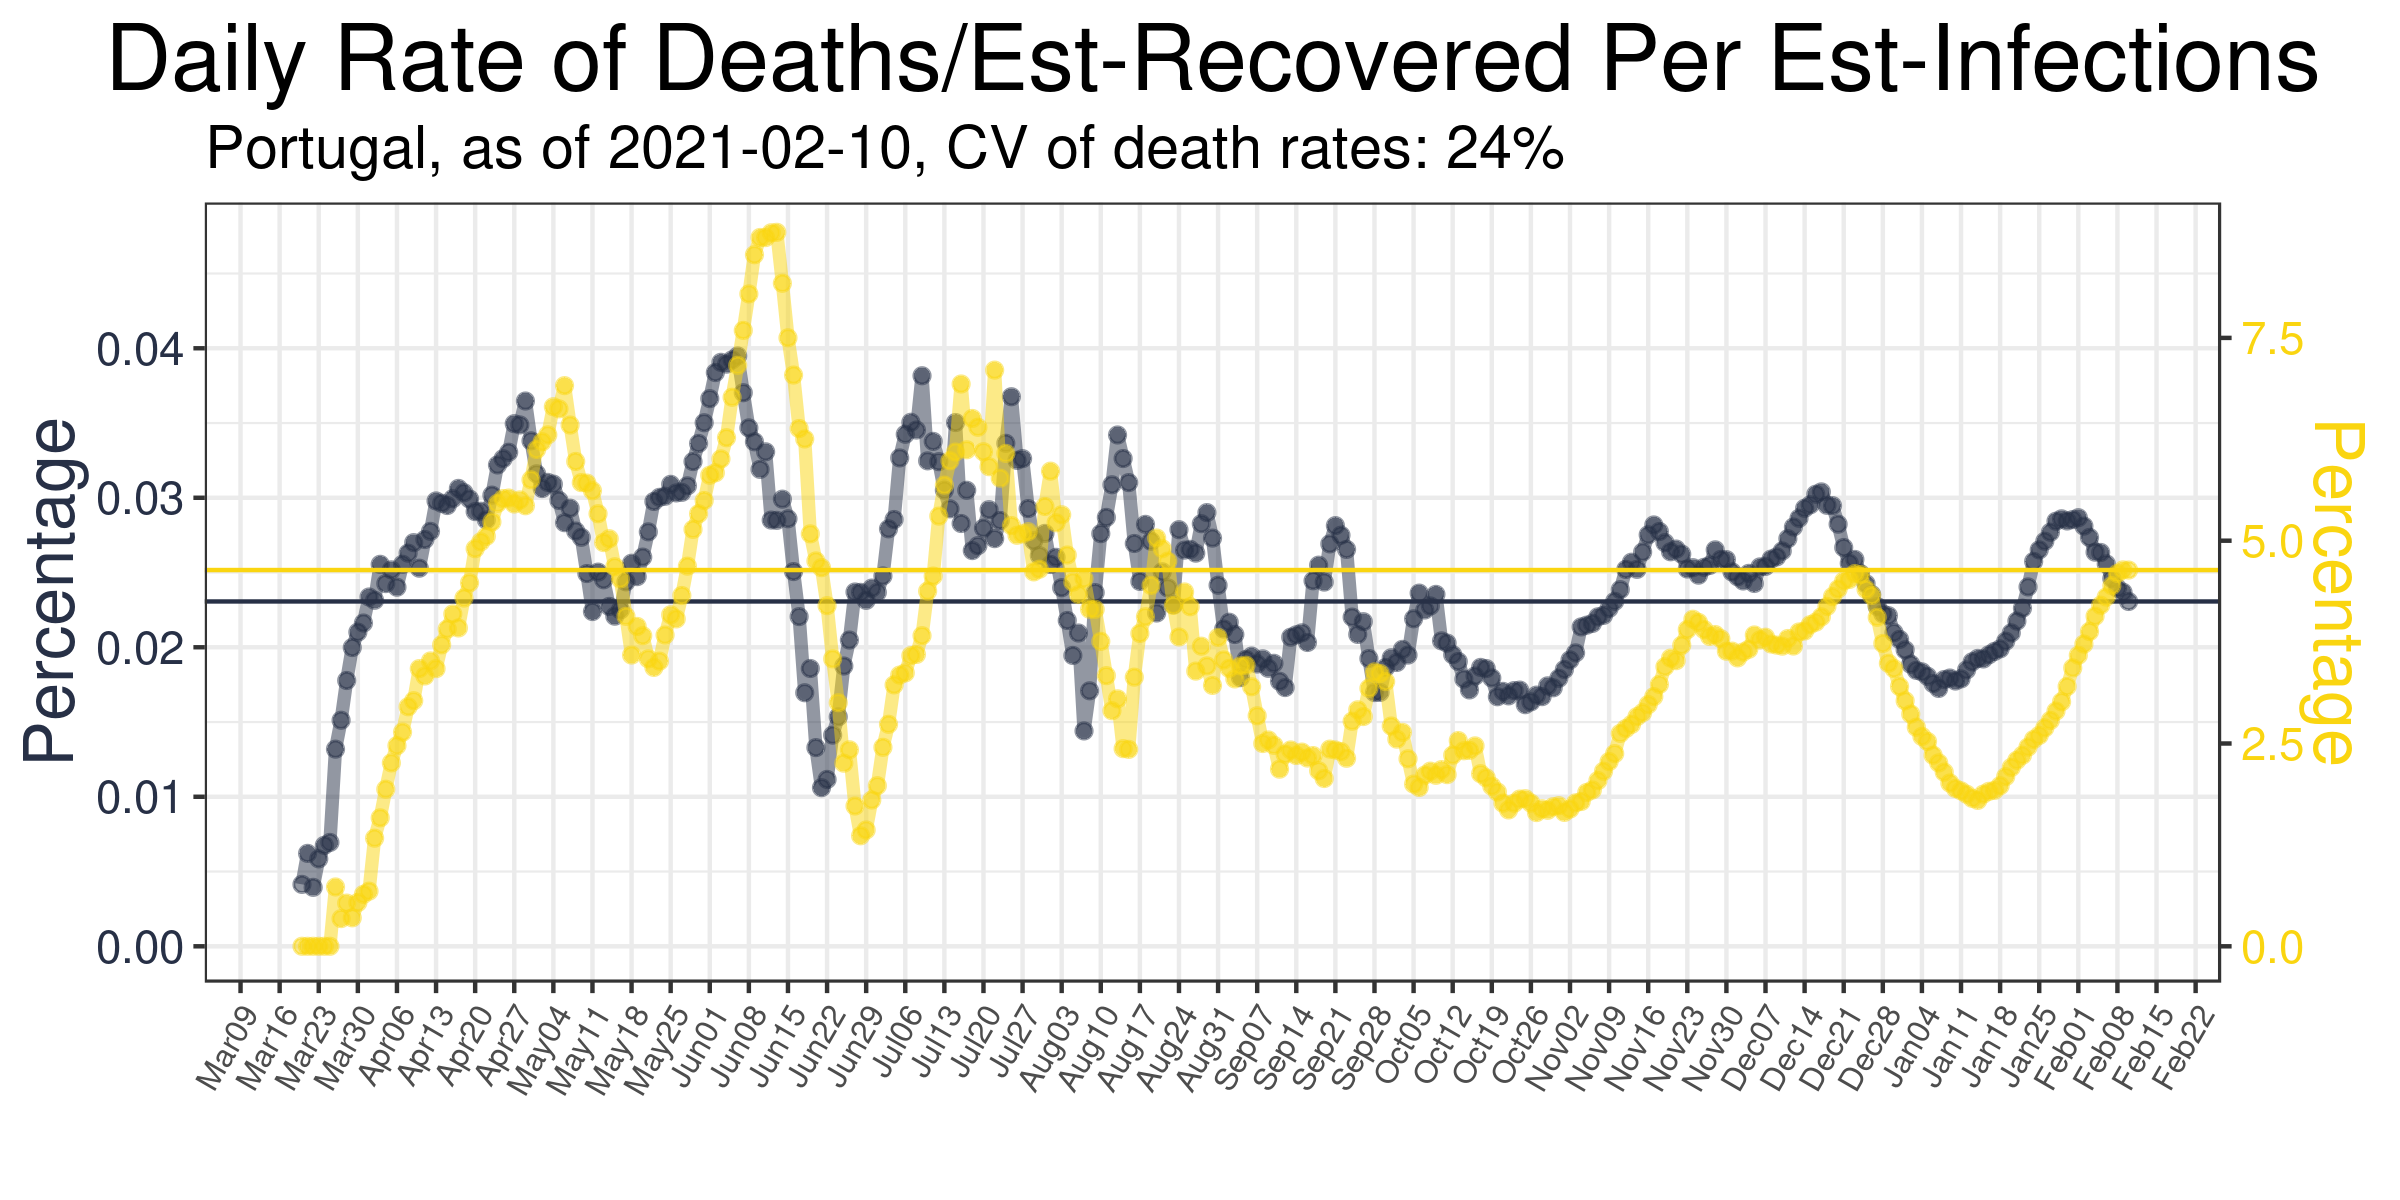 Daily Rate of Deaths/Est-Recovered Per Est-Infections
Portugal, as of 2021-02-10, CV of death rates: 24%
Percentage
0.04
0.03
0.02
0.01
0.00
7.5
5.0
2.5
0.0
Percentage
Mar09
Mar16
Mar23
Mar30
Apr06
Apr13
Apr20
Apr27
May04
May11
May18
May25
Jun01
Jun08
Jun15
Jun22
Jun29
Jul06
Jul13
Jul20
Jul27
Aug03
Aug10
Aug17
Aug24
Aug31
Sep07
Sep14
Sep21
Sep28
Oct05
Oct12
Oct19
Oct26
Nov02
Nov09
Nov16
Nov23
Nov30
Dec07
Dec14
Dec21
Dec28
Jan04
Jan11
Jan18
Jan25
Feb01
Feb08
Feb15
Feb22